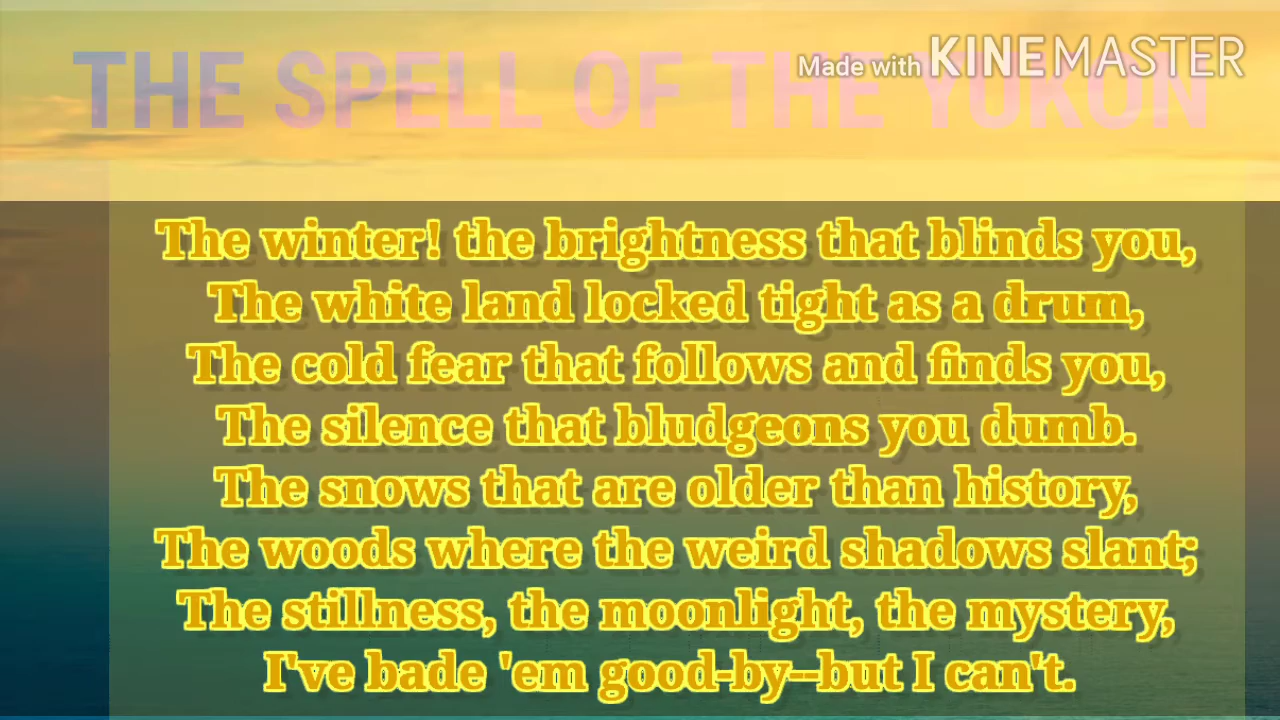 THE SPELL OF THE YUKON
Made with KINEMASTER
The winter! the brightness that blinds you,
The white land locked tight as a drum,
The cold fear that follows and finds you,
The silence that bludgeons you dumb.
The snows that are older than history,
The woods where the weird shadows slant;
The stillness, the moonlight, the mystery,
I've bade 'em good-by--but I can't.